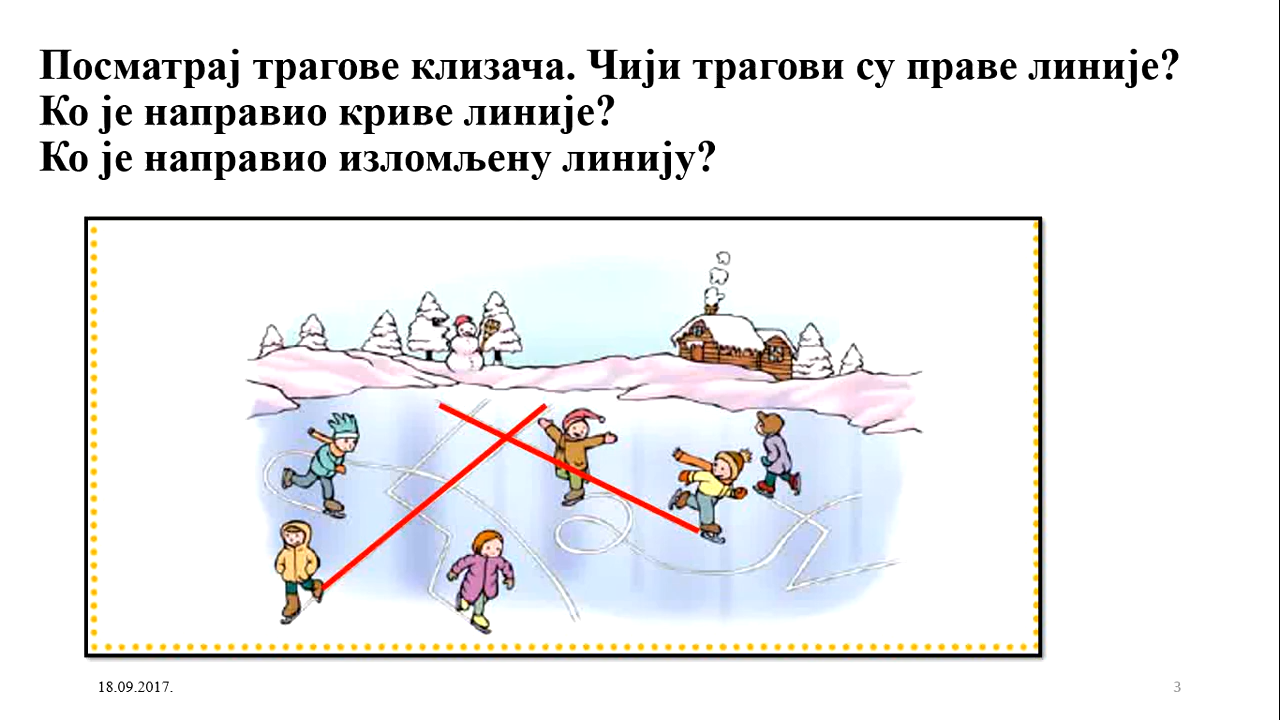 Посматрај трагове клизача. Чији трагови су праве линије?
Ко је направио криве линије?
Ко је направио изломљену линију?
18.09.2017.
3